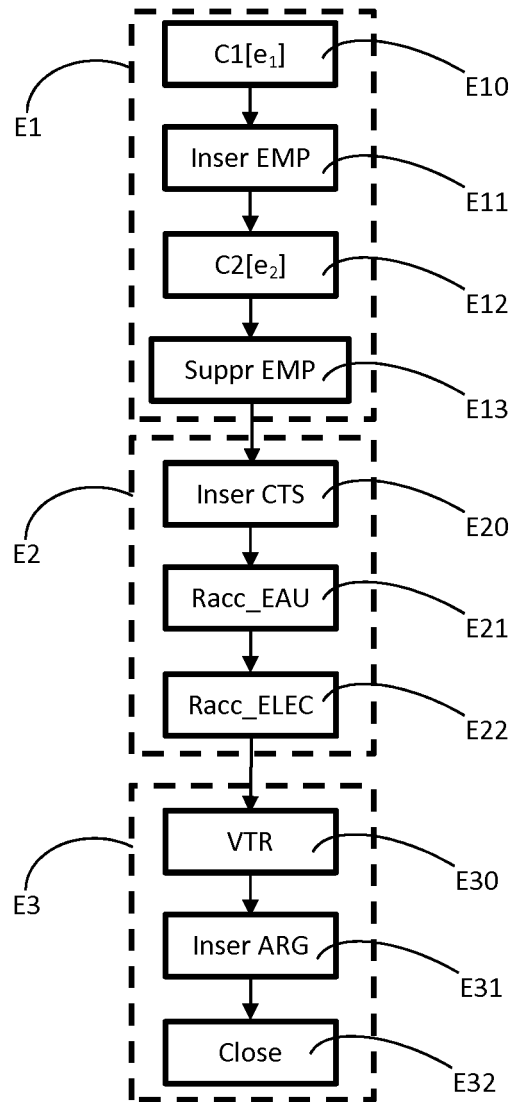 C1[e₁]
E10
E1
Inser EMP
E11
C2[e₂]
E12
Suppr EMP
E13
Inser CTS
E20
E2
Racc_EAU
E21
Racc_ELEC
E22
VTR
E30
E3
Inser ARG
E31
Close
E32